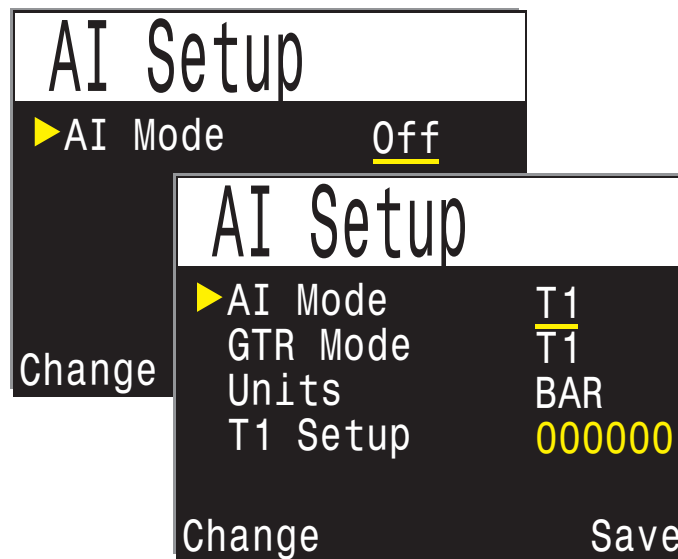 AI Setup
AI Mode Off
Change
AI Setup
AI Mode T1
GTR Mode T1
Units BAR
T1 Setup 000000
Change Save